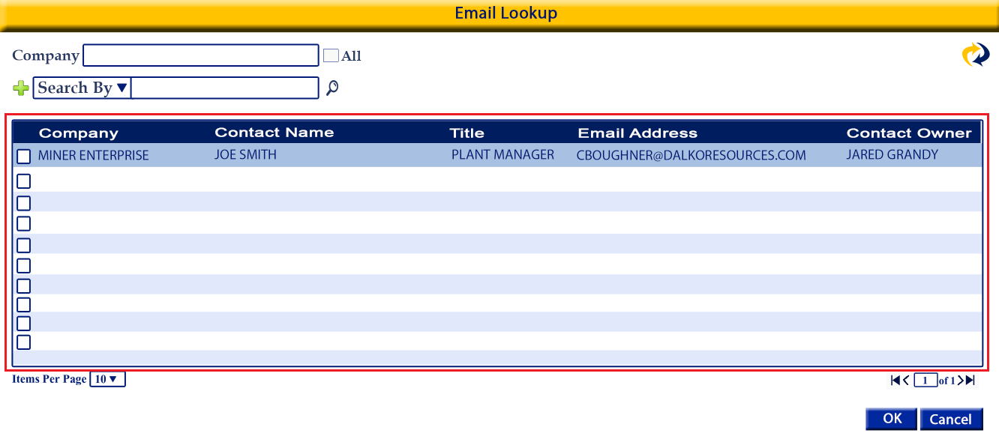 Email Lookup
Company All
Search By
Company Contact Name Title Email Address Contact Owner
MINER ENTERPRISE JOE SMITH PLANT MANAGER CBOUGHNER@DALKORESOURCES.COM JARED GRANDY
Items Per Page 10 1 of 1
OK Cancel